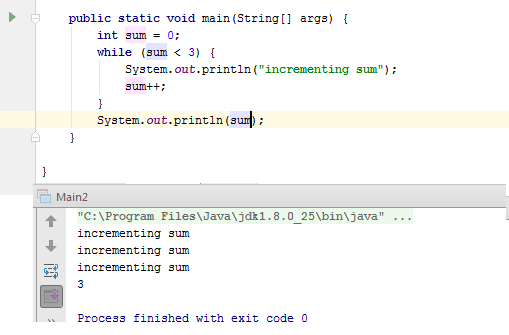 public static void main(String[] args) {
int sum = 0;
while (sum < 3) {
System.out.println("incrementing sum");
sum++;
}
System.out.println(sum);
}
}
Main2
"C:\Program Files\Java\jdk1.8.0_25\bin\java" ...
incrementing sum
incrementing sum
incrementing sum
3
Process finished with exit code 0